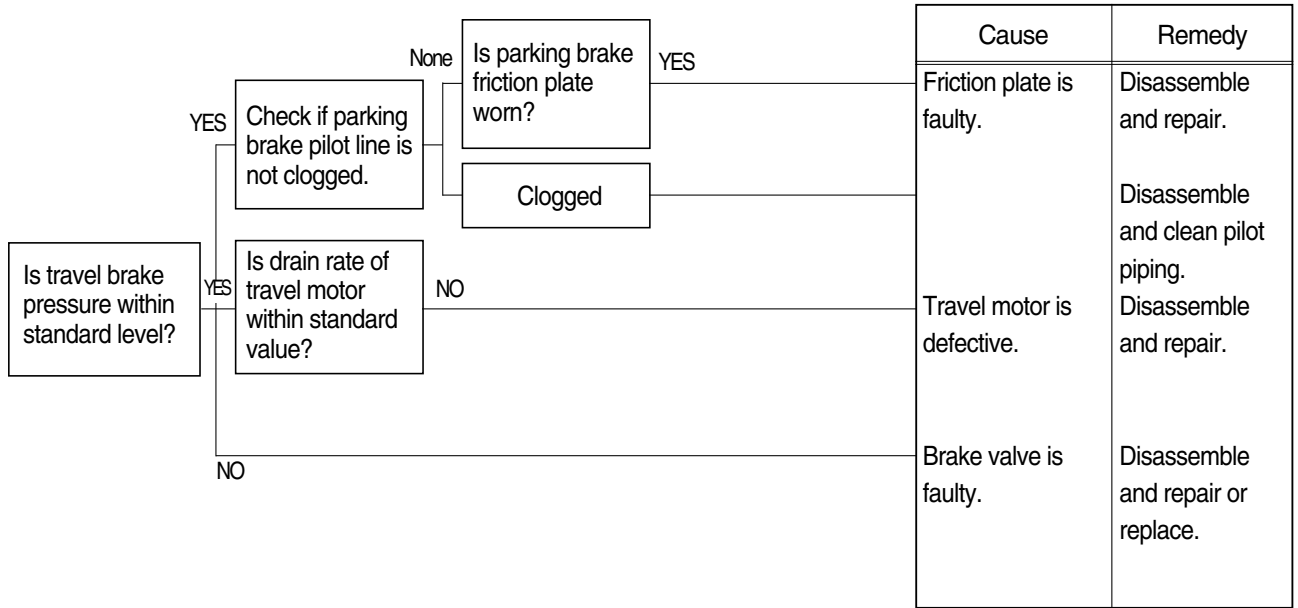 Cause
Remedy
None
Is parking brake
friction plate
worn?
YES
Friction plate is
faulty.
Disassemble
and repair.
YES
Check if parking
brake pilot line is
not clogged.
Clogged
Disassemble
and clean pilot
piping.
Is travel brake
pressure within
standard level?
YES
Is drain rate of
travel motor
within standard
value?
NO
Travel motor is
defective.
Disassemble
and repair.
NO
Brake valve is
faulty.
Disassemble
and repair or
replace.